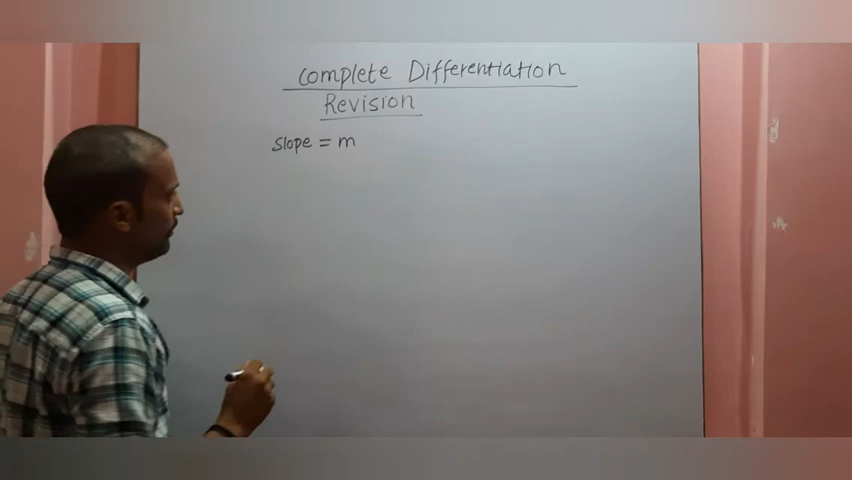 Complete Differentiation
Revision
Slope = m